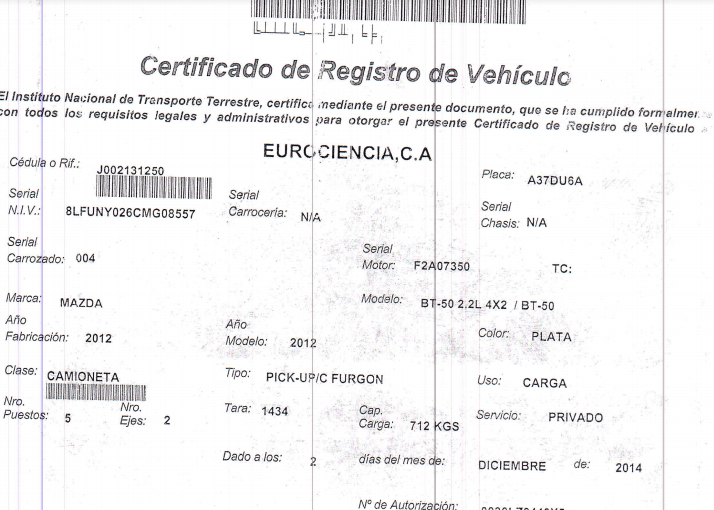 Certificado de Registro de Vehículo
El Instituto Nacional de Transporte Terrestre, certifica mediante el presente documento, que se ha cumplido
con todos los requisitos legales y administrativos para otorgar el presente Certificado de Registro de Vehículo
EUROCIENCIA,C.A
Cédula o Rif.: J002131250 Placa: A37DU6A
Serial N.I.V.: 8LFUNY026CMG08557 Serial Carrocería: N/A Serial Chasis: N/A
Serial Carrozado: 004 Serial Motor: F2A07350 TC:
Marca: MAZDA Modelo: BT-50 2,2L 4X2 / BT-50
Año Fabricación: 2012 Año Modelo: 2012 Color: PLATA
Clase: CAMIONETA Tipo: PICK-UP/C FURGON Uso: CARGA
Nro. Puestos: 5 Nro. Ejes: 2 Tara: 1434 Cap. Carga: 712 KGS Servicio: PRIVADO
Dado a los: 2 días del mes de: DICIEMBRE de: 2014
Nº de Autorización: